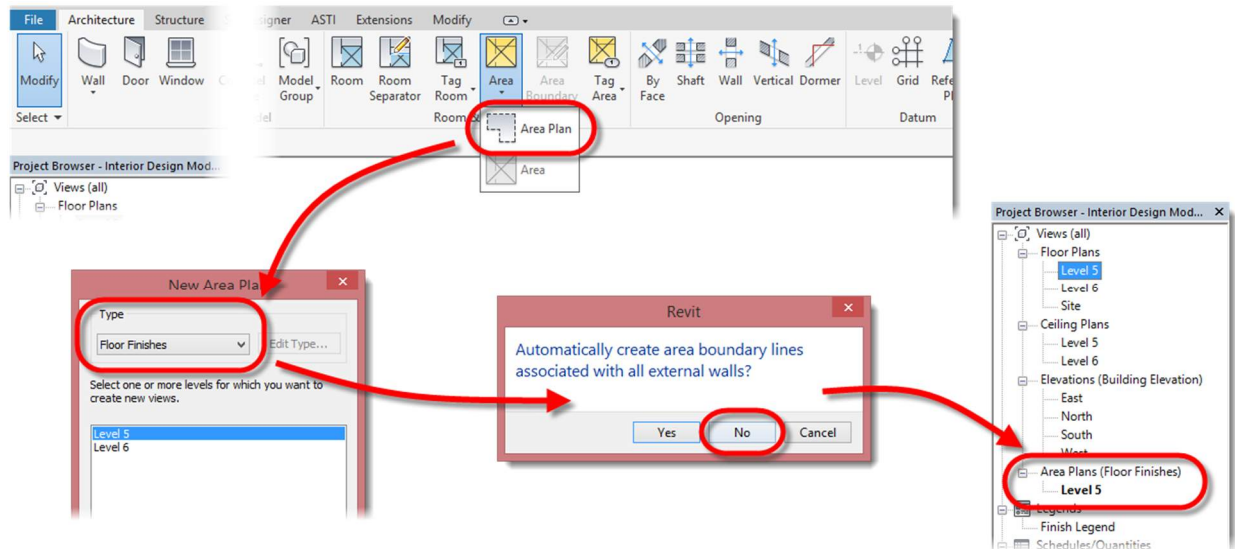 File Architecture Structure Extensions Modify
ASTI
Modify Wall Door Window Model Group Room Room Separator Tag Room Area Area Boundary Tag Area By Face Shaft Wall Vertical Dormer Level Grid
Select Room Opening Datum
Area Plan
Area
Project Browser - Interior Design Mod...
Views (all)
Floor Plans
New Area
Type
Floor Finishes
Edit Type...
Select one or more levels for which you want to
create new views.
Level 5
Level 6
Revit
Automatically create area boundary lines
associated with all external walls?
Yes No Cancel
Project Browser - Interior Design Mod...
Views (all)
Floor Plans
Level 5
Level 6
Site
Ceiling Plans
Level 5
Level 6
Elevations (Building Elevation)
East
North
South
West
Area Plans (Floor Finishes)
Level 5
Legends
Finish Legend
Schedules/Quantities